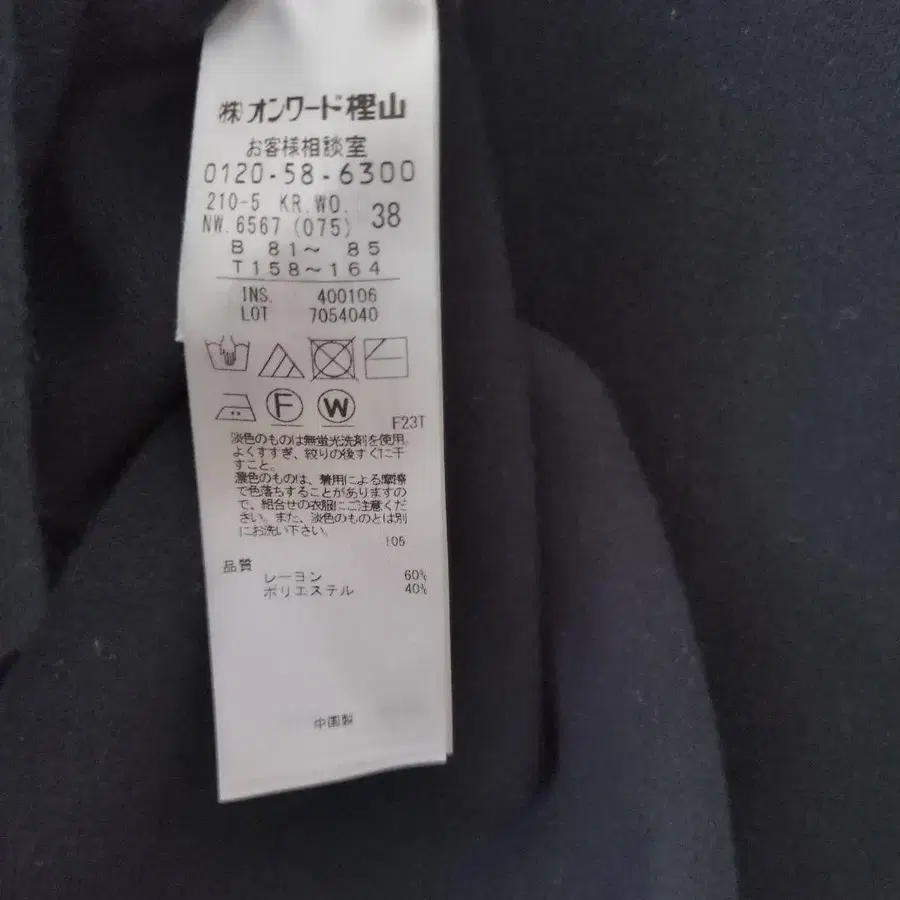 ㈱オンワード樫山
お客様相談室
0120-58-6300
210-5 KR.WO. 38
NW.6567 (075)
B 81〜 85
T158〜164
INS. 400106
LOT 7054040
F W
F23T
淡色のものは無蛍光洗剤を使用。
よくすすぎ、絞りの後すぐに干
すこと。
濃色のものは、着用による摩擦
で色落ちすることがありますの
で、組合せの衣服にご注意くだ
さい。また、淡色のものとは別
にお洗い下さい。
105
品質
レーヨン 60%
ポリエステル 40%
中国製